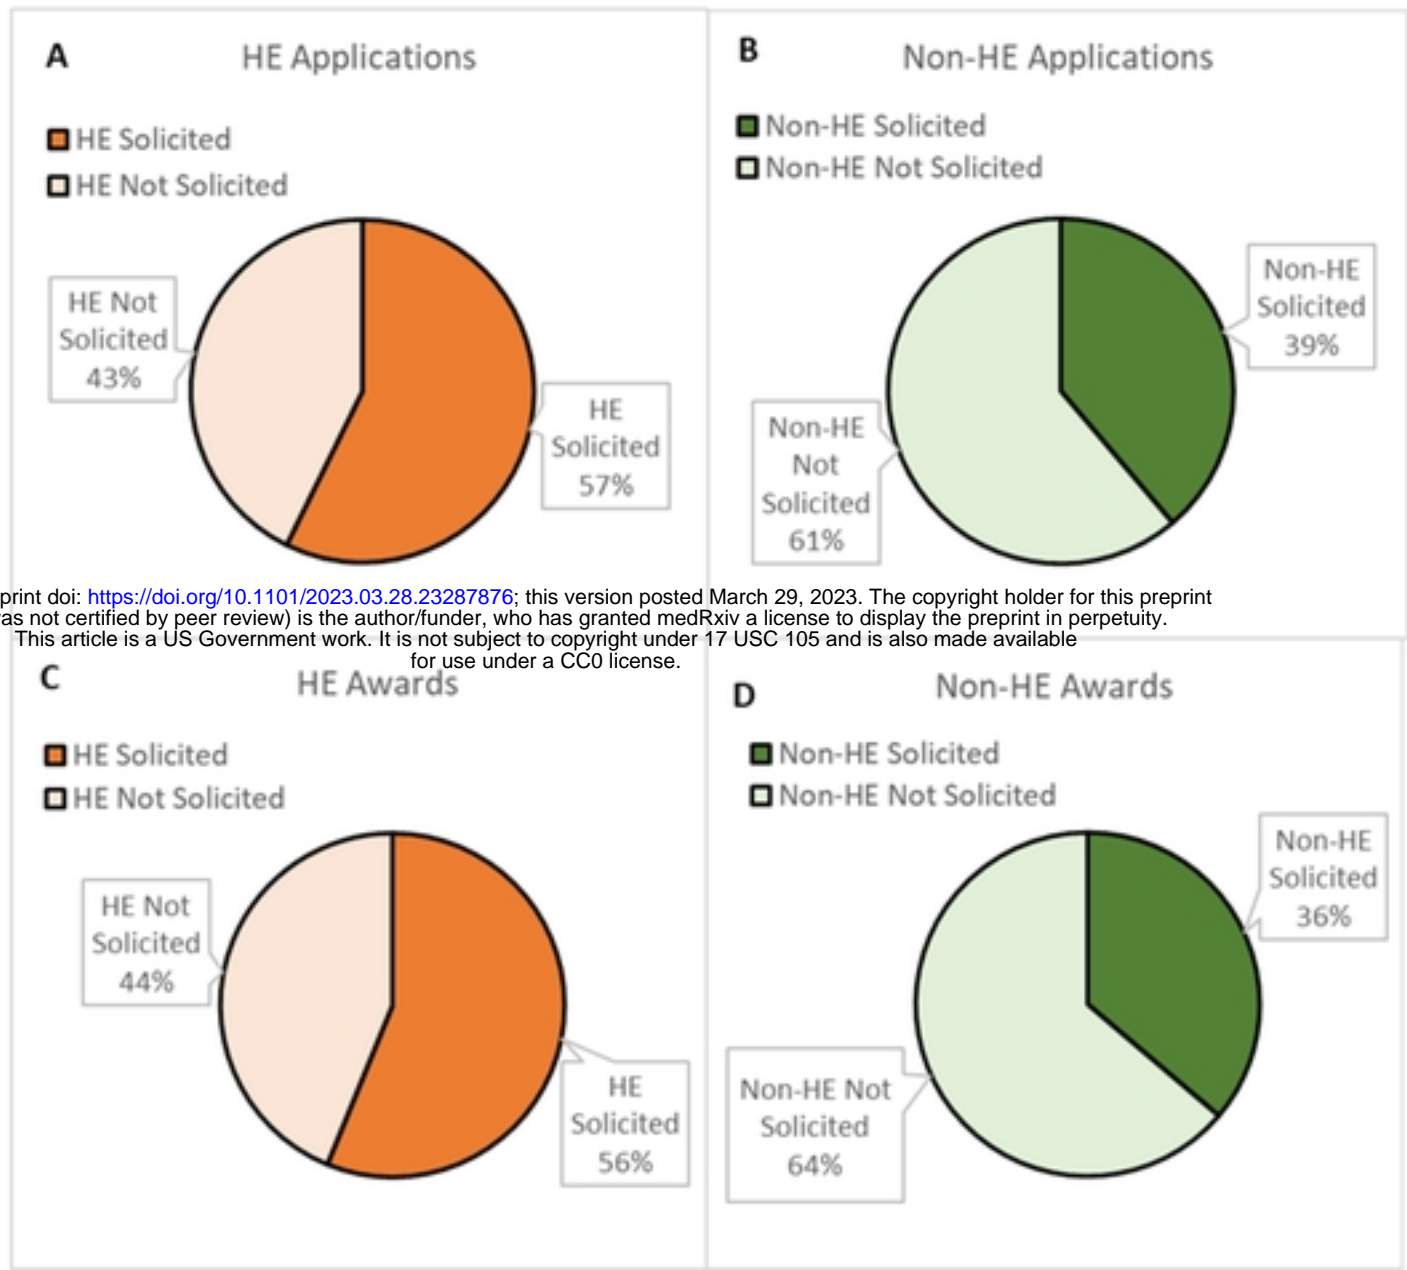 A
HE Applications
HE Solicited
HE Not Solicited
HE Not
Solicited
43%
HE
Solicited
57%
B
Non-HE Applications
Non-HE Solicited
Non-HE Not Solicited
Non-HE
Solicited
39%
Non-HE
Not
Solicited
61%
print doi: https://doi.org/10.1101/2023.03.28.23287876; this version posted March 29, 2023. The copyright holder for this preprint
was not certified by peer review) is the author/funder, who has granted medRxiv a license to display the preprint in perpetuity.
This article is a US Government work. It is not subject to copyright under 17 USC 105 and is also made available
for use under a CC0 license.
C
HE Awards
HE Solicited
HE Not Solicited
HE Not
Solicited
44%
HE
Solicited
56%
D
Non-HE Awards
Non-HE Solicited
Non-HE Not Solicited
Non-HE
Solicited
36%
Non-HE Not
Solicited
64%